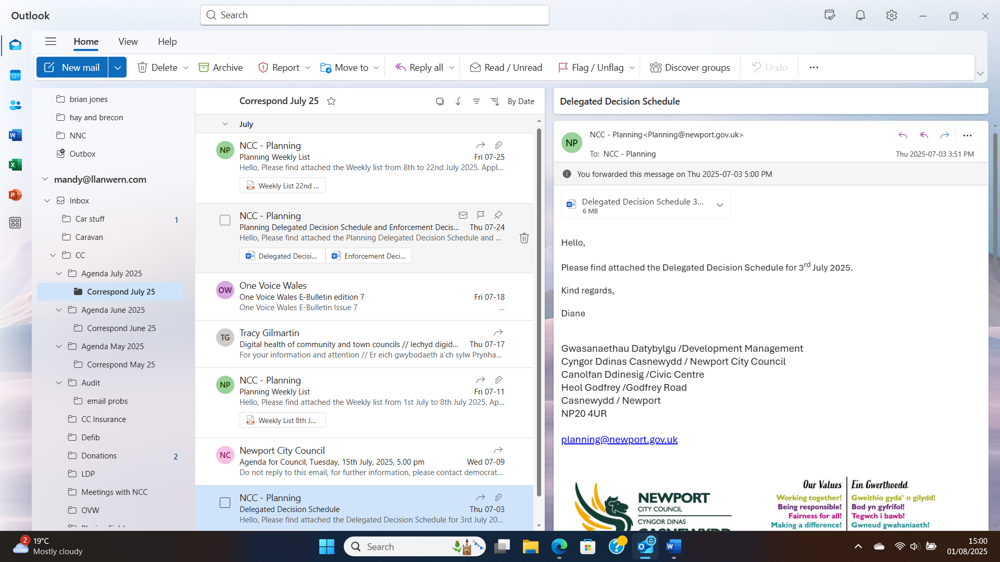 Outlook
Search
Home
View
Help
New mail
Delete
Archive
Report
Move to
Reply all
Read / Unread
Flag / Unflag
Discover groups
Undo
brian jones
hay and brecon
NNC
Outbox
mandy@llanwern.com
Inbox
Car stuff 1
Caravan
CC
Agenda July 2025
Correspond July 25
Agenda June 2025
Correspond June 25
Agenda May 2025
Correspond May 25
Audit
email probs
CC Insurance
Defib
Donations 2
LDP
Meetings with NCC
OVW
Correspond July 25
By Date
July
NP
NCC - Planning
Planning Weekly List Fri 07-25
Hello, Please find attached the Weekly list from 8th to 22nd July 2025. Appl...
Weekly List 22nd ...
NCC - Planning
Planning Delegated Decision Schedule and Enforcement Decis... Thu 07-24
Hello, Please find attached the Planning Delegated Decision Schedule and ...
Delegated Decisi... Enforcement Deci...
OW
One Voice Wales
One Voice Wales E-Bulletin edition 7 Fri 07-18
One Voice Wales E-Bulletin Issue 7 ...
TG
Tracy Gilmartin
Digital health of community and town councils // Iechyd digid... Thu 07-17
For your information and attention // Er eich gwybodaeth a'ch sylw Prynha...
NP
NCC - Planning
Planning Weekly List Fri 07-11
Hello, Please find attached the Weekly list from 1st July to 8th July 2025. Ap...
Weekly List 8th J...
NC
Newport City Council
Agenda for Council, Tuesday, 15th July, 2025, 5.00 pm Wed 07-09
Do not reply to this email, for further information, please contact democrat...
NCC - Planning
Delegated Decision Schedule Thu 07-03
Hello, Please find attached the Delegated Decision Schedule for 3rd July 20...
Delegated Decision Schedule
NP
NCC - Planning<Planning@newport.gov.uk>
To: NCC - Planning
Thu 2025-07-03 3:51 PM
You forwarded this message on Thu 2025-07-03 5:00 PM
Delegated Decision Schedule 3...
6 MB
Hello,
Please find attached the Delegated Decision Schedule for 3rd July 2025.
Kind regards,
Diane
Gwasanaethau Datybylgu /Development Management
Cyngor Ddinas Casnewydd / Newport City Council
Canolfan Ddinesig /Civic Centre
Heol Godfrey /Godfrey Road
Casnewydd / Newport
NP20 4UR
planning@newport.gov.uk
NEWPORT
CITY COUNCIL
CYNGOR DINAS
CASNEWYDD
Our Values
Working together!
Being responsible!
Fairness for all!
Making a difference!
Ein Gwerthoedd
Gweithio gyda' n gilydd!
Bod yn gyfrifol!
Tegwch i bawb!
Gwneud gwahaniaeth!
2
19°C
Mostly cloudy
Search
15:00
01/08/2025